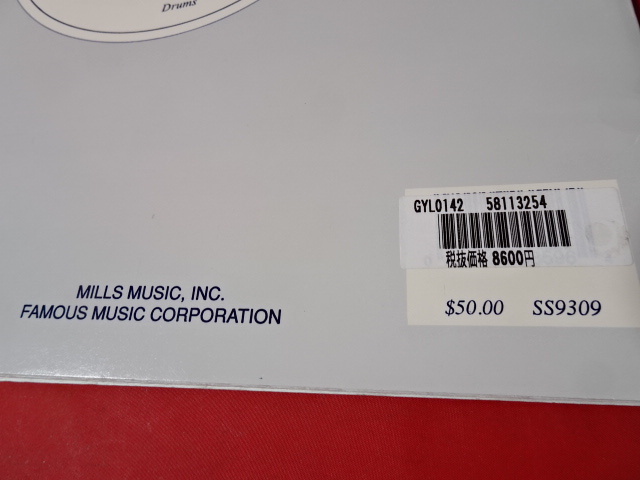 Drums
GYL0142 58113254
税抜価格 8600円
MILLS MUSIC, INC.
FAMOUS MUSIC CORPORATION
$50.00 SS9309